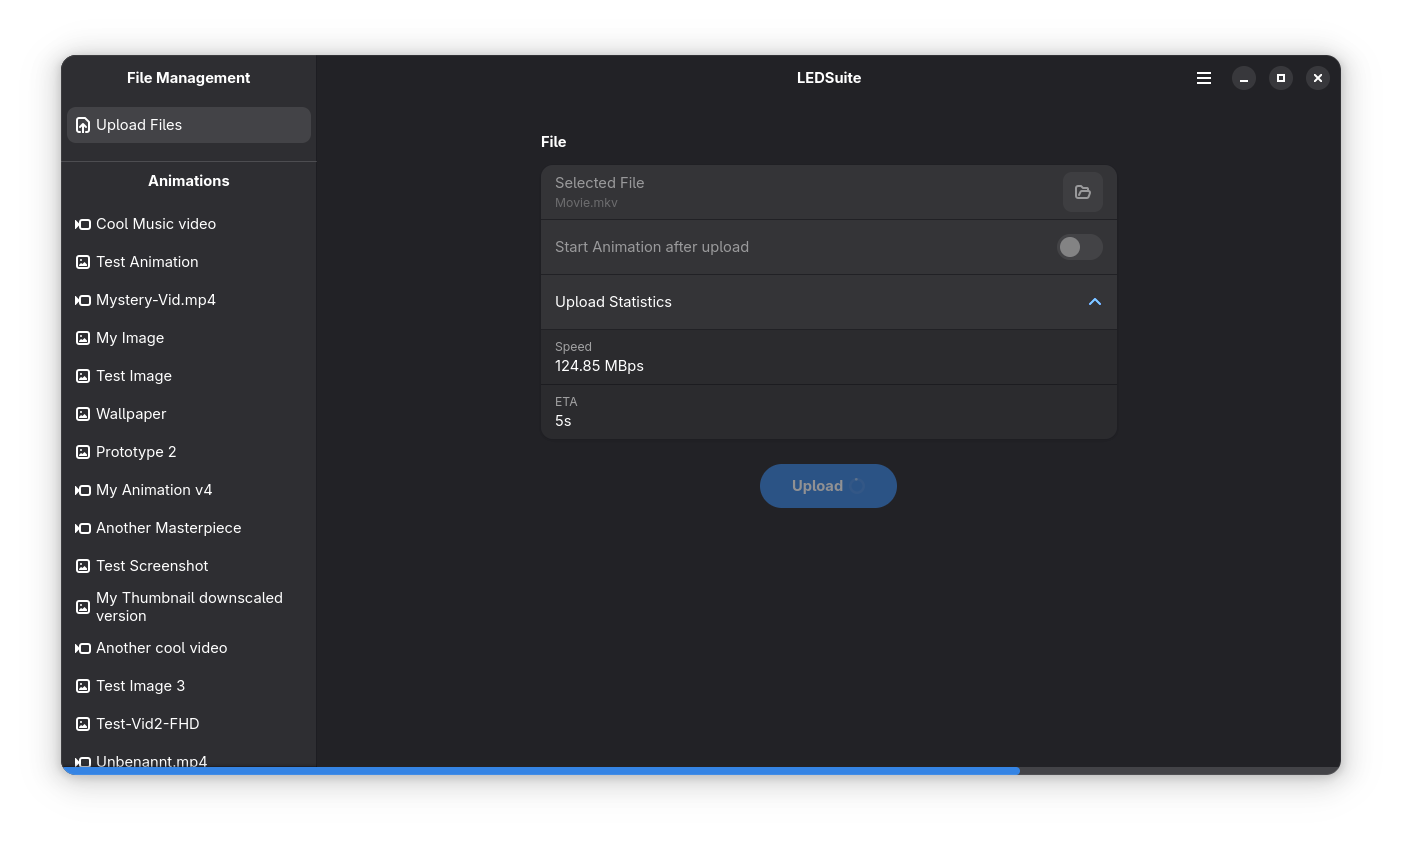 File Management
LEDSuite
Upload Files
Animations
Cool Music video
Test Animation
Mystery-Vid.mp4
My Image
Test Image
Wallpaper
Prototype 2
My Animation v4
Another Masterpiece
Test Screenshot
My Thumbnail downscaled
version
Another cool video
Test Image 3
Test-Vid2-FHD
Unbenannt.mp4
File
Selected File
Movie.mkv
Start Animation after upload
Upload Statistics
Speed
124.85 MBps
ETA
5s
Upload